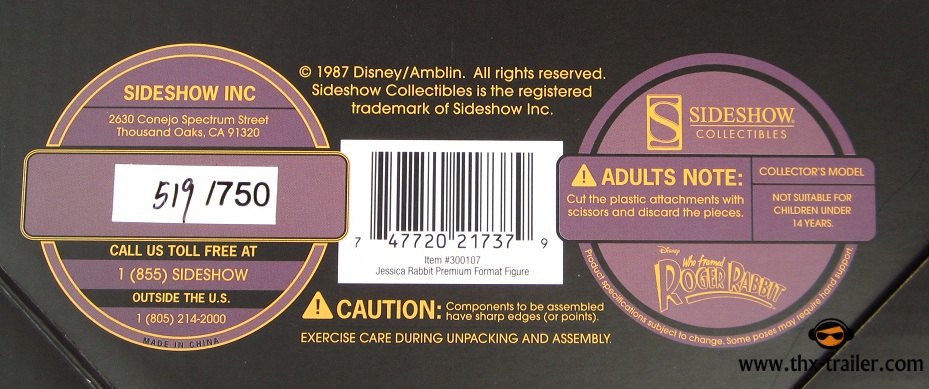 SIDESHOW INC
2630 Conejo Spectrum Street
Thousand Oaks, CA 91320
519 /750
CALL US TOLL FREE AT
1 (855) SIDESHOW
OUTSIDE THE U.S.
1 (805) 214-2000
MADE IN CHINA
© 1987 Disney/Amblin. All rights reserved.
Sideshow Collectibles is the registered
trademark of Sideshow Inc.
7 47720 21737 9
Item #300107
Jessica Rabbit Premium Format Figure
CAUTION: Components to be assembled
have sharp edges (or points).
EXERCISE CARE DURING UNPACKING AND ASSEMBLY.
S SIDESHOW
COLLECTIBLES
ADULTS NOTE:
Cut the plastic attachments with
scissors and discard the pieces.
COLLECTOR'S MODEL
NOT SUITABLE FOR
CHILDREN UNDER
14 YEARS.
Disney
Who Framed
ROGER RABBIT
Product specifications subject to change. Some poses may require hand support.
www.thx-trailer.com